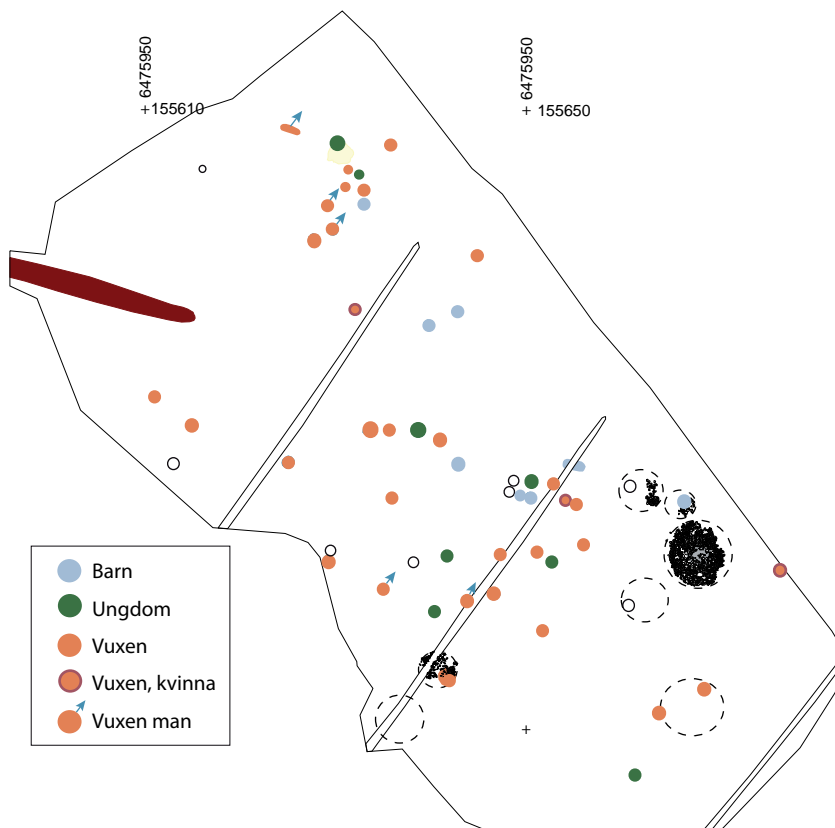 6475950
+155610
6475950
+ 155650
Barn
Ungdom
Vuxen
Vuxen, kvinna
Vuxen man
+